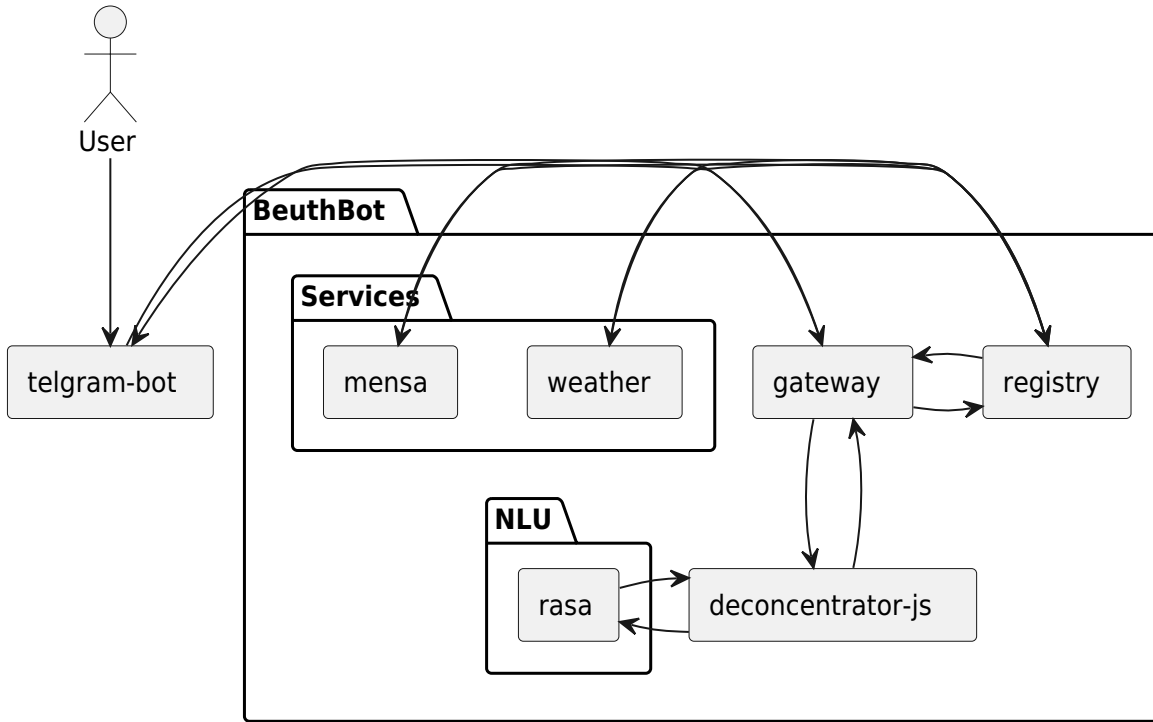 User
BeuthBot
Services
telgram-bot
mensa
weather
gateway
registry
NLU
rasa
deconcentrator-js